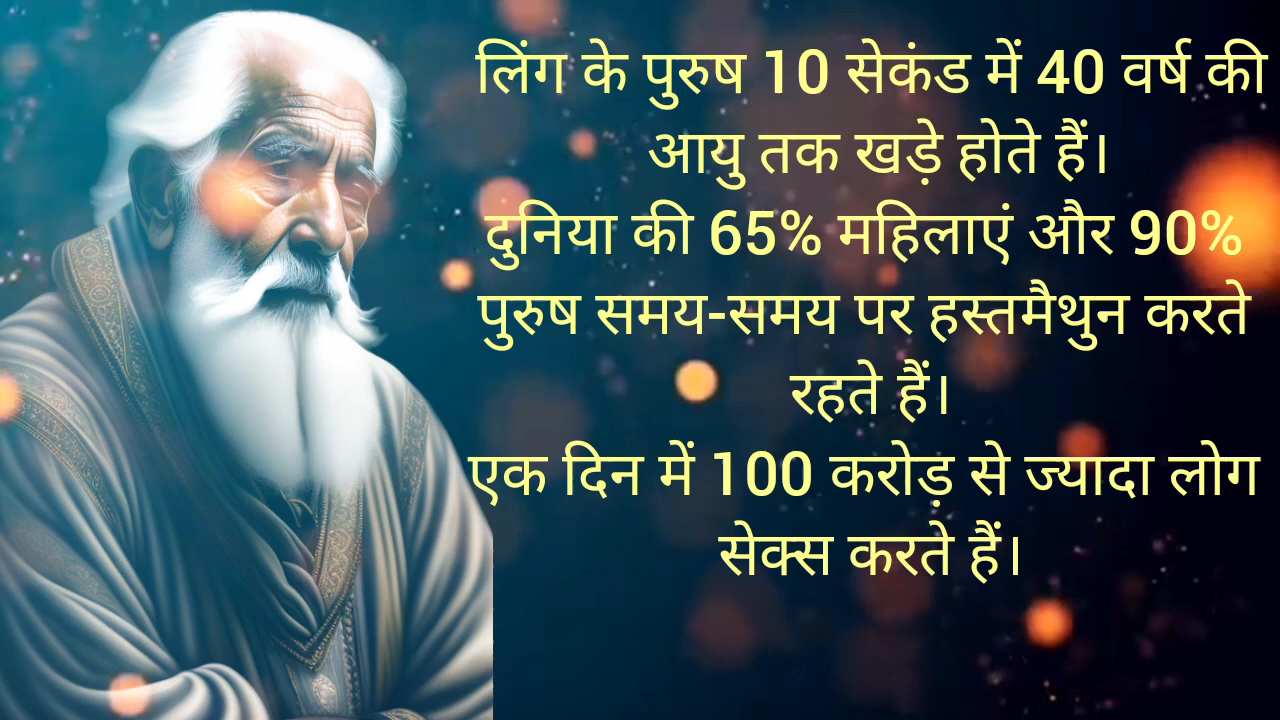 लिंग के पुरुष 10 सेकंड में 40 वर्ष की
आयु तक खड़े होते हैं।
दुनिया की 65% महिलाएं और 90%
पुरुष समय-समय पर हस्तमैथुन करते
रहते हैं।
एक दिन में 100 करोड़ से ज्यादा लोग
सेक्स करते हैं।